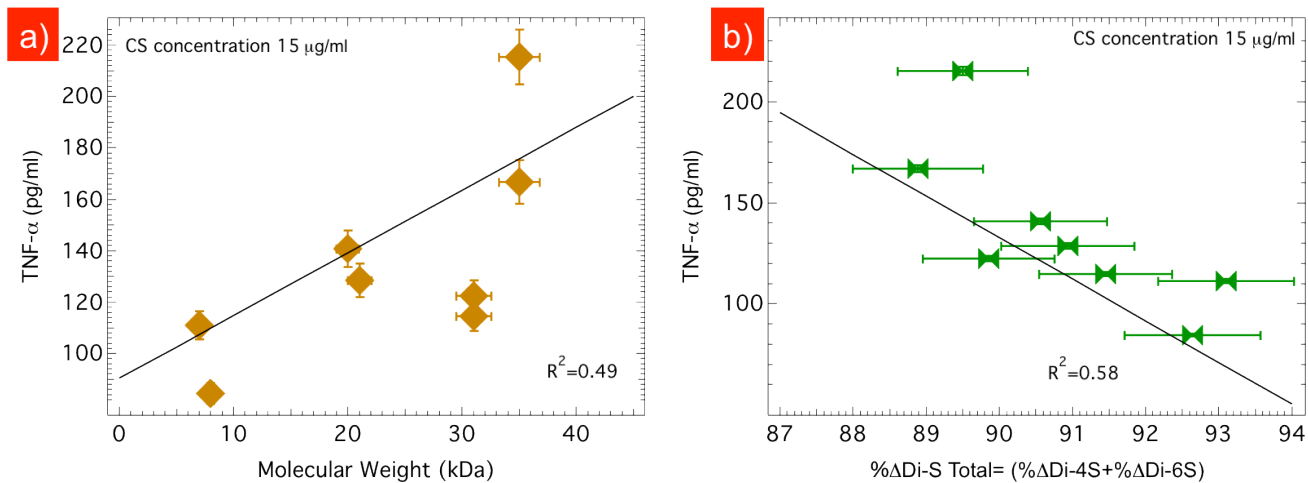 a)
CS concentration 15 µg/ml
220
200
180
160
140
120
100
TNF-α (pg/ml)
R²=0.49
0 10 20 30 40
Molecular Weight (kDa)
b)
CS concentration 15 µg/ml
200
150
100
TNF-α (pg/ml)
R²=0.58
87 88 89 90 91 92 93 94
%ΔDi-S Total= (%ΔDi-4S+%ΔDi-6S)